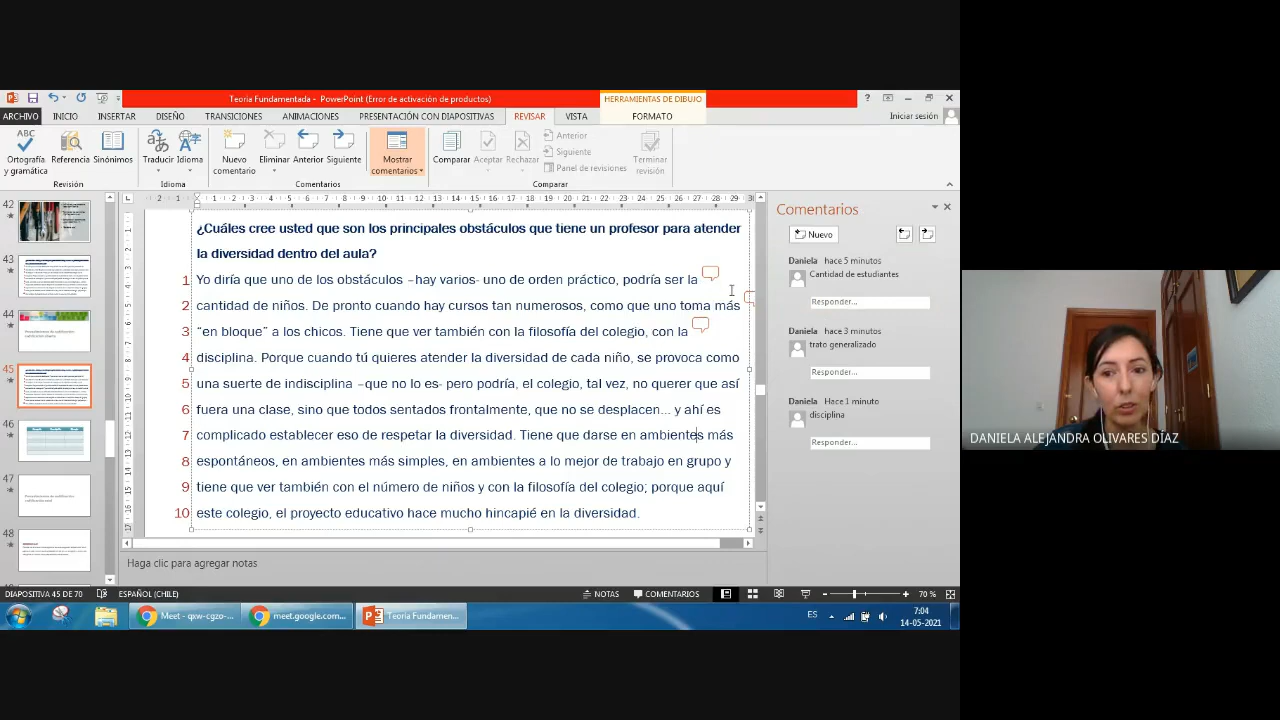 Teoria Fundamentada - PowerPoint (Error de activación de productos)
HERRAMIENTAS DE DIBUJO
ARCHIVO INICIO INSERTAR DISEÑO TRANSICIONES ANIMACIONES PRESENTACIÓN CON DIAPOSITIVAS REVISAR VISTA FORMATO
Iniciar sesión
Ortografía y gramática
Referencia
Sinónimos
Traducir
Idioma
Nuevo comentario
Eliminar
Anterior
Siguiente
Mostrar comentarios
Comparar
Aceptar
Rechazar
Anterior
Siguiente
Panel de revisiones
Terminar revisión
Revisión
Idioma
Comentarios
Comparar
42
43
44
45
46
47
48
¿Cuáles cree usted que son los principales obstáculos que tiene un profesor para atender
la diversidad dentro del aula?
1 Yo diría que uno de los obstáculos –hay varios- uno de orden práctico, podría ser la
2 cantidad de niños. De pronto cuando hay cursos tan numerosos, como que uno toma más
3 “en bloque” a los chicos. Tiene que ver también con la filosofía del colegio, con la
4 disciplina. Porque cuando tú quieres atender la diversidad de cada niño, se provoca como
5 de indisciplina –que no lo es- pero podría, el colegio, tal vez, no querer que así
6 fuera una clase, sino que todos sentados frontalmente, que no se desplacen... y ahí es
7 complicado establecer eso de respetar la diversidad. Tiene que darse en ambientes más
8 espontáneos, en ambientes más simples, en ambientes a lo mejor de trabajo en grupo y
9 tiene que ver también con el número de niños y con la filosofía del colegio; porque aquí
10 este colegio, el proyecto educativo hace mucho hincapié en la diversidad.
Comentarios
Nuevo
Daniela hace 5 minutos
Cantidad de estudiantes
Responder...
Daniela hace 3 minutos
trato generalizado
Responder...
Daniela Hace 1 minuto
disciplina
Responder...
Haga clic para agregar notas
DIAPOSITIVA 45 DE 70 ESPAÑOL (CHILE) NOTAS COMENTARIOS 70 %
Meet - qxw-cgzo-...
meet.google.com...
Teoria Fundamen...
ES
7:04
14-05-2021
DANIELA ALEJANDRA OLIVARES DÍAZ